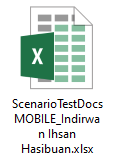 X
ScenarioTestDocs
MOBILE_Indirwa
n Ihsan
Hasibuan.xlsx